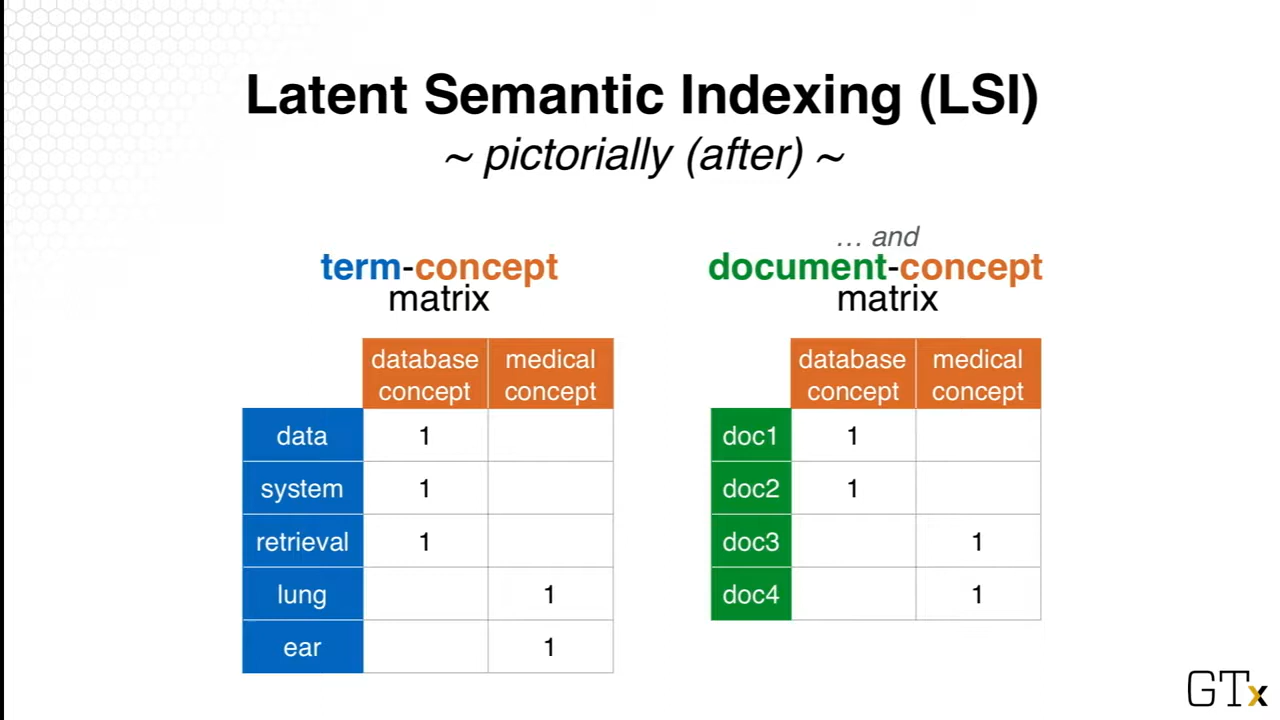 Latent Semantic Indexing (LSI)
~ pictorially (after) ~
term-concept
matrix
database concept medical concept
data 1
system 1
retrieval 1
lung 1
ear 1
… and
document-concept
matrix
database concept medical concept
doc1 1
doc2 1
doc3 1
doc4 1
GTx